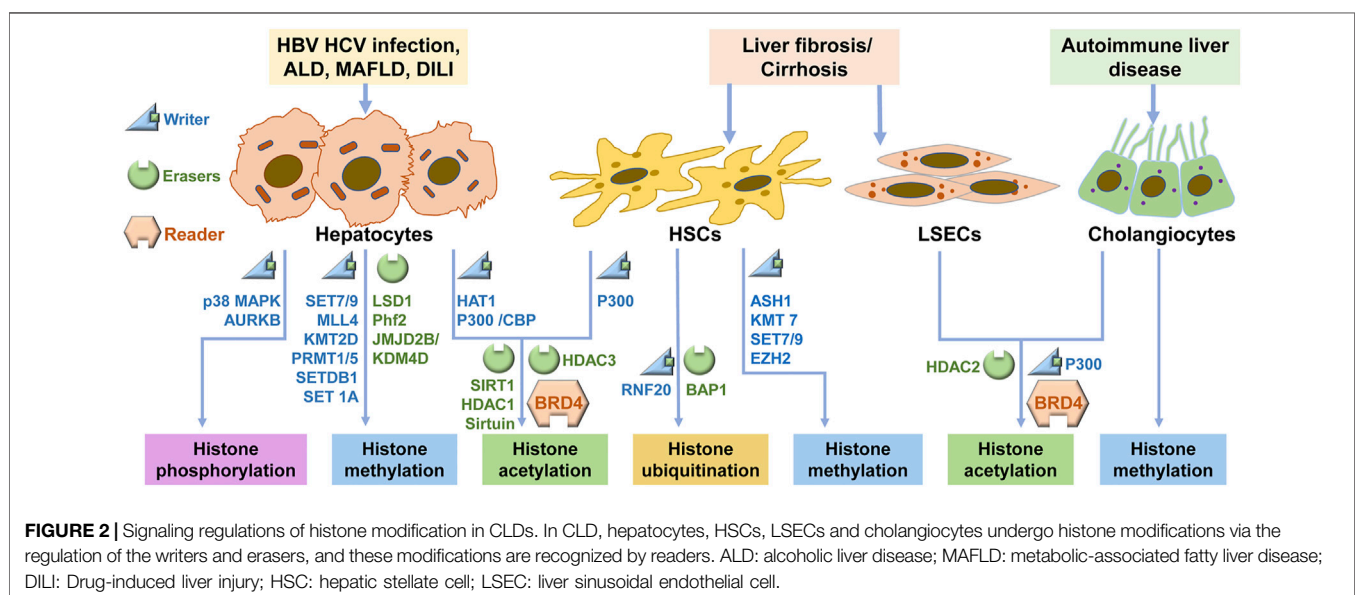 HBV HCV infection,
ALD, MAFLD, DILI
Liver fibrosis/
Cirrhosis
Autoimmune liver
disease
Writer
Erasers
Reader
Hepatocytes
HSCs
LSECs
Cholangiocytes
p38 MAPK
AURKB
SET7/9
MLL4
KMT2D
PRMT1/5
SETDB1
SET 1A
LSD1
Phf2
JMJD2B/
KDM4D
HAT1
P300 /CBP
P300
SIRT1
HDAC1
Sirtuin
HDAC3
BRD4
RNF20
BAP1
ASH1
KMT 7
SET7/9
EZH2
HDAC2
P300
BRD4
Histone
phosphorylation
Histone
methylation
Histone
acetylation
Histone
ubiquitination
Histone
methylation
Histone
acetylation
Histone
methylation
FIGURE 2 | Signaling regulations of histone modification in CLDs. In CLD, hepatocytes, HSCs, LSECs and cholangiocytes undergo histone modifications via the
regulation of the writers and erasers, and these modifications are recognized by readers. ALD: alcoholic liver disease; MAFLD: metabolic-associated fatty liver disease;
DILI: Drug-induced liver injury; HSC: hepatic stellate cell; LSEC: liver sinusoidal endothelial cell.